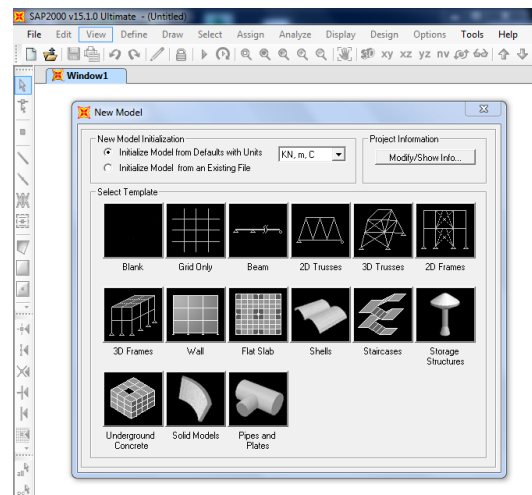 SAP2000 v15.1.0 Ultimate - (Untitled)
File Edit View Define Draw Select Assign Analyze Display Design Options Tools Help
xy xz yz nv
Window1
New Model
New Model Initialization
Project Information
Initialize Model from Defaults with Units
KN, m, C
Modify/Show Info...
Initialize Model from an Existing File
Select Template
Blank
Grid Only
Beam
2D Trusses
3D Trusses
2D Frames
3D Frames
Wall
Flat Slab
Shells
Staircases
Storage
Structures
Underground
Concrete
Solid Models
Pipes and
Plates